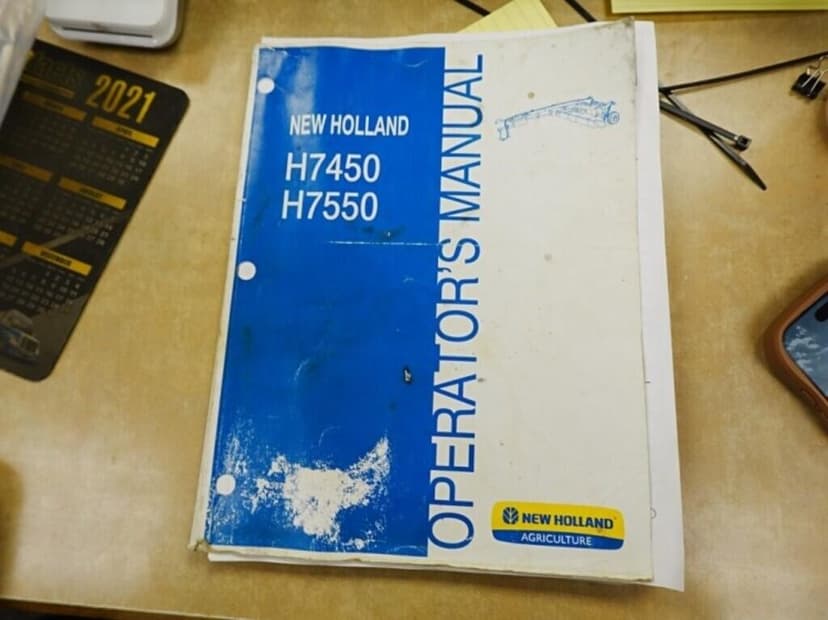 2021
NEW HOLLAND
H7450
H7550
OPERATOR'S MANUAL
NEW HOLLAND
AGRICULTURE